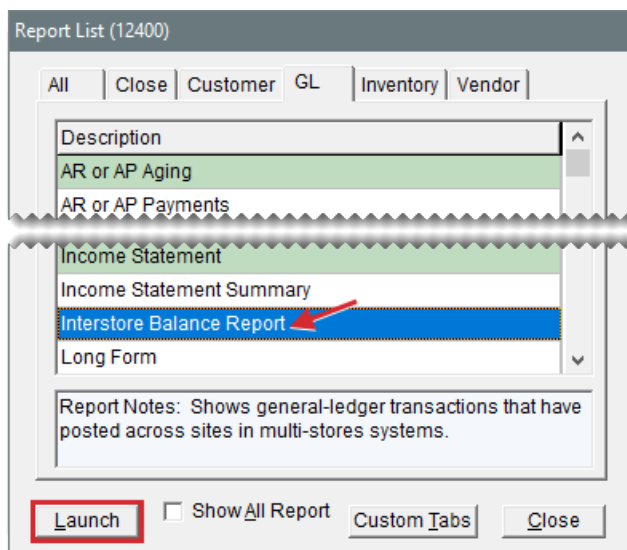 Report List (12400)
All Close Customer GL Inventory Vendor
Description
AR or AP Aging
AR or AP Payments
Income Statement
Income Statement Summary
Interstore Balance Report
Long Form
Report Notes: Shows general-ledger transactions that have
posted across sites in multi-stores systems.
Launch Show All Report Custom Tabs Close